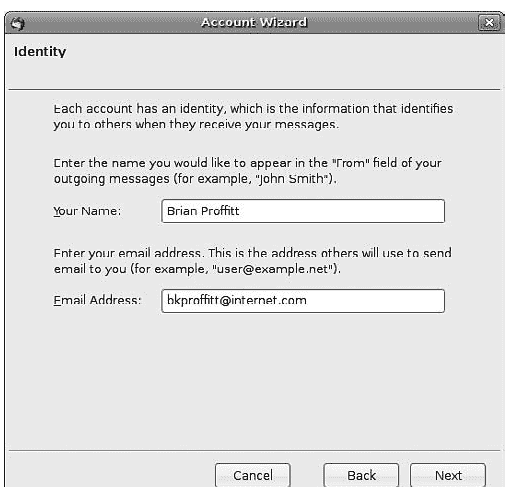 Account Wizard
Identity
Each account has an identity, which is the information that identifies
you to others when they receive your messages.
Enter the name you would like to appear in the "From" field of your
outgoing messages (for example, "John Smith").
Your Name: Brian Proffitt
Enter your email address. This is the address others will use to send
email to you (for example, "user@example.net").
Email Address: bkproffitt@internet.com
Cancel Back Next